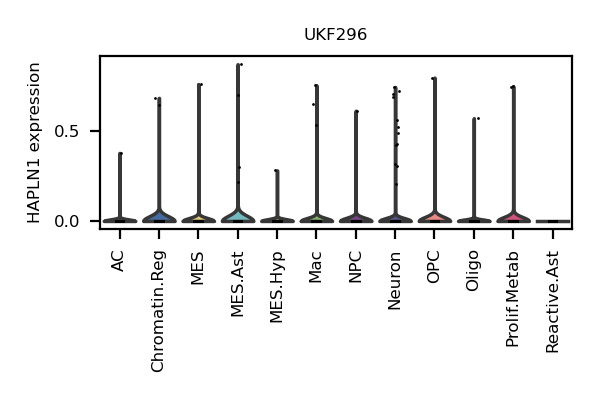 UKF296
HAPLN1 expression
0.5
0.0
AC
Chromatin.Reg
MES
MES.Ast
MES.Hyp
Mac
NPC
Neuron
OPC
Oligo
Prolif.Metab
Reactive.Ast